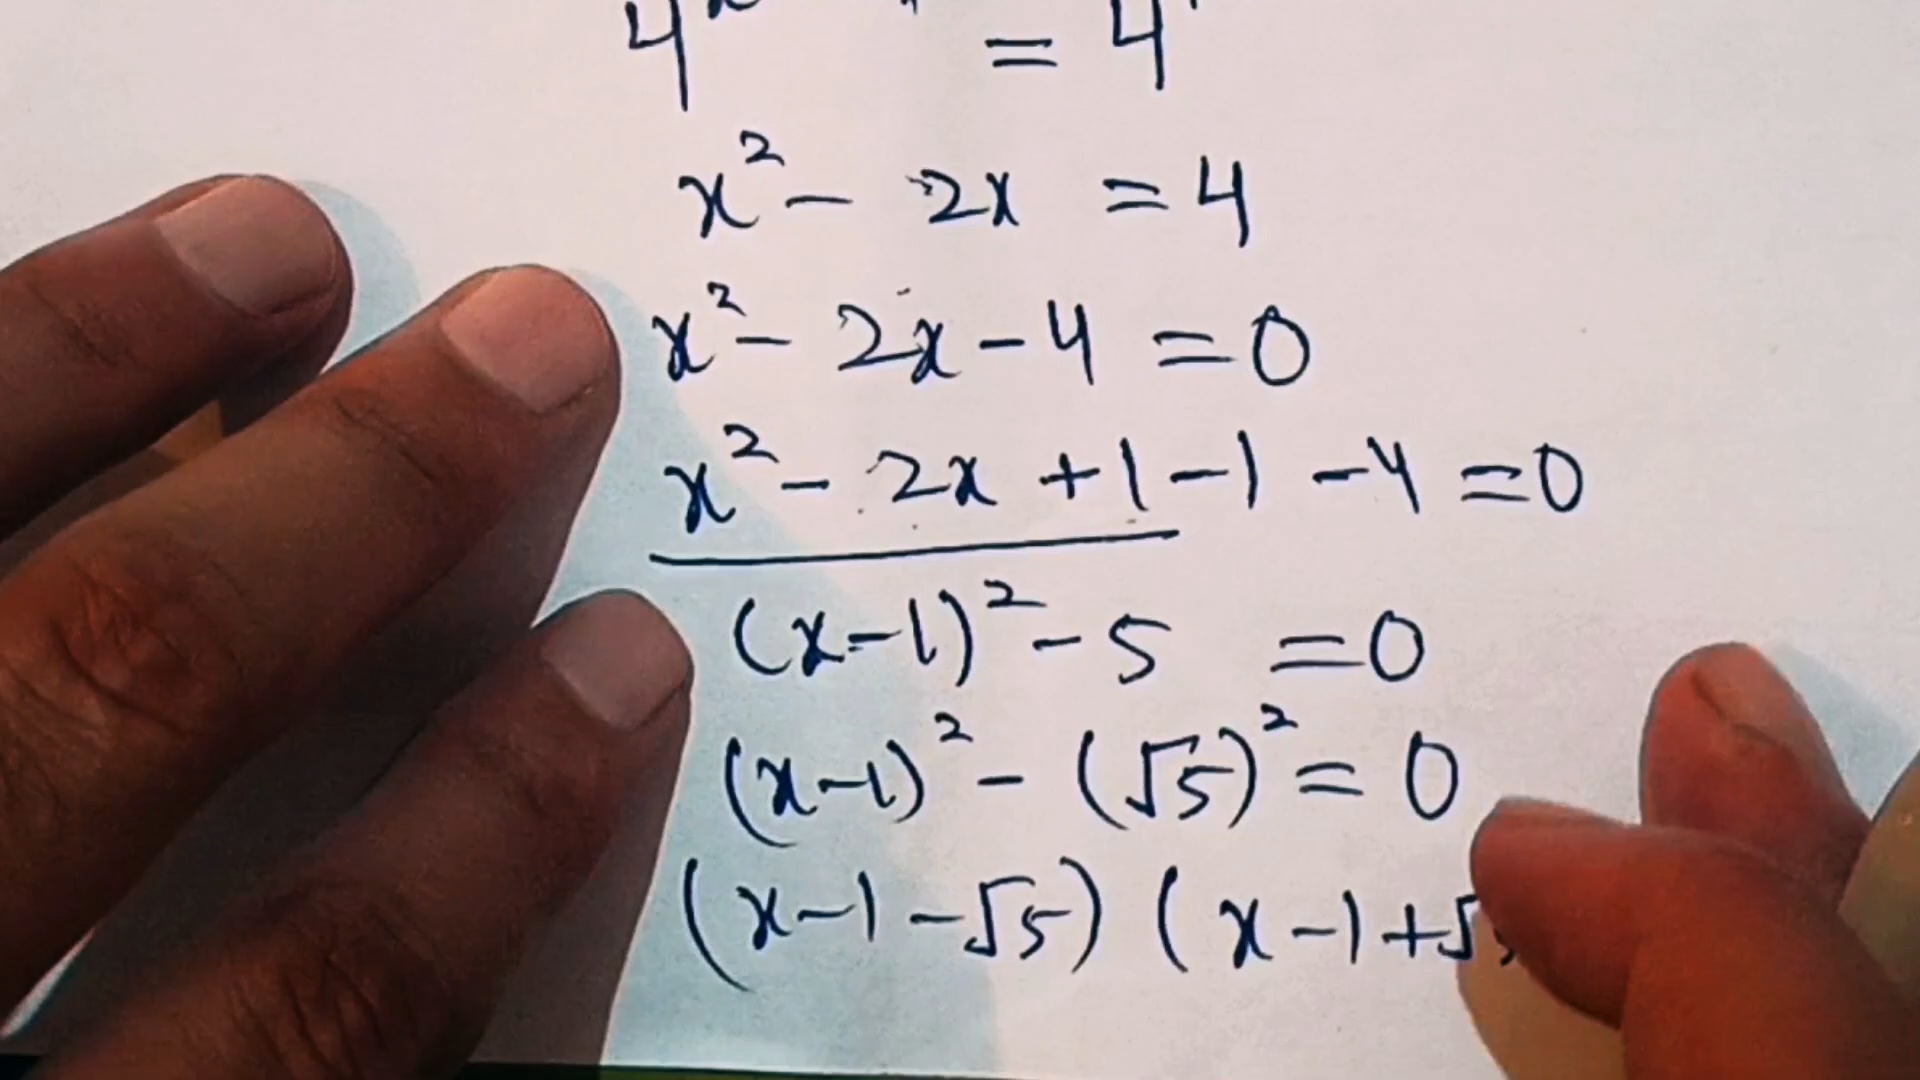 4^x = 4
x² - 2x = 4
x² - 2x - 4 = 0
x² - 2x + 1 - 1 - 4 = 0
(x-1)² - 5 = 0
(x-1)² - (√5)² = 0
(x-1-√5) (x-1+√